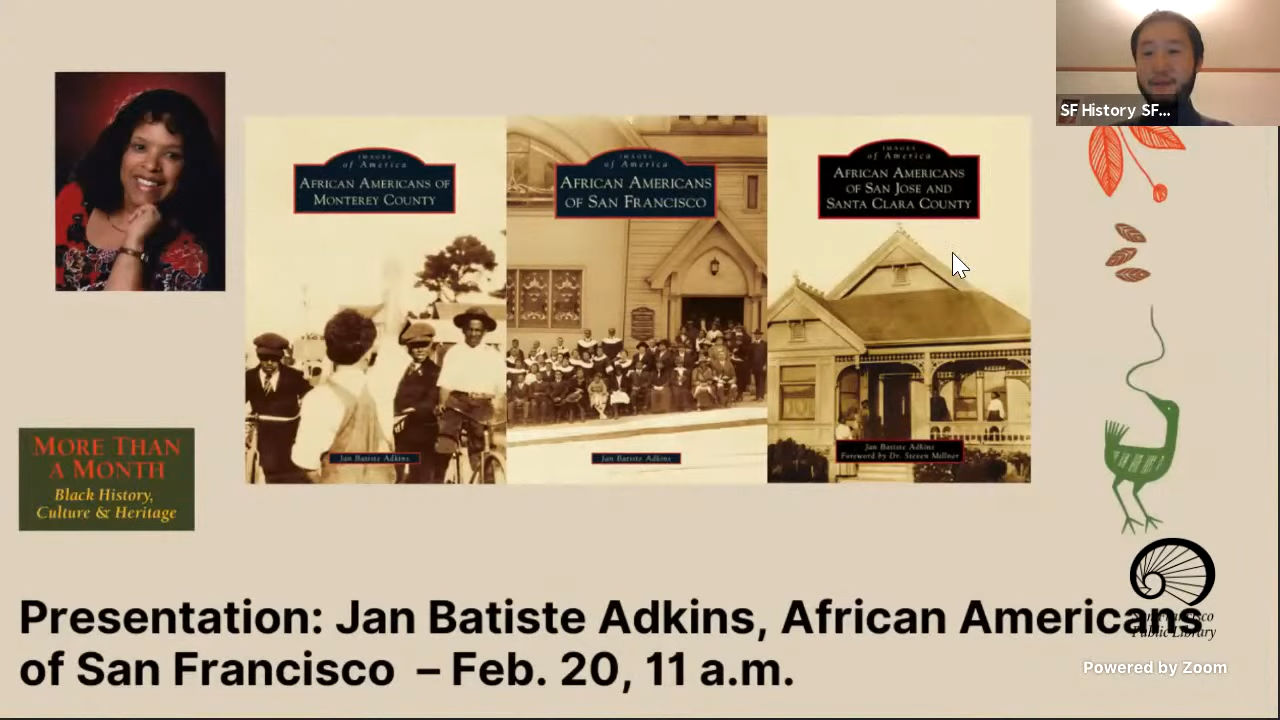 SF History SF...
IMAGES
of America
AFRICAN AMERICANS OF
MONTEREY COUNTY
Jan Batiste Adkins
IMAGES
of America
AFRICAN AMERICANS
OF SAN FRANCISCO
Jan Batiste Adkins
IMAGES
of America
AFRICAN AMERICANS
OF SAN JOSE AND
SANTA CLARA COUNTY
Jan Batiste Adkins
Foreword by Dr. Steven Millner
MORE THAN
A MONTH
Black History,
Culture & Heritage
Presentation: Jan Batiste Adkins, African Americans
of San Francisco – Feb. 20, 11 a.m.
San Francisco
Public Library
Powered by Zoom